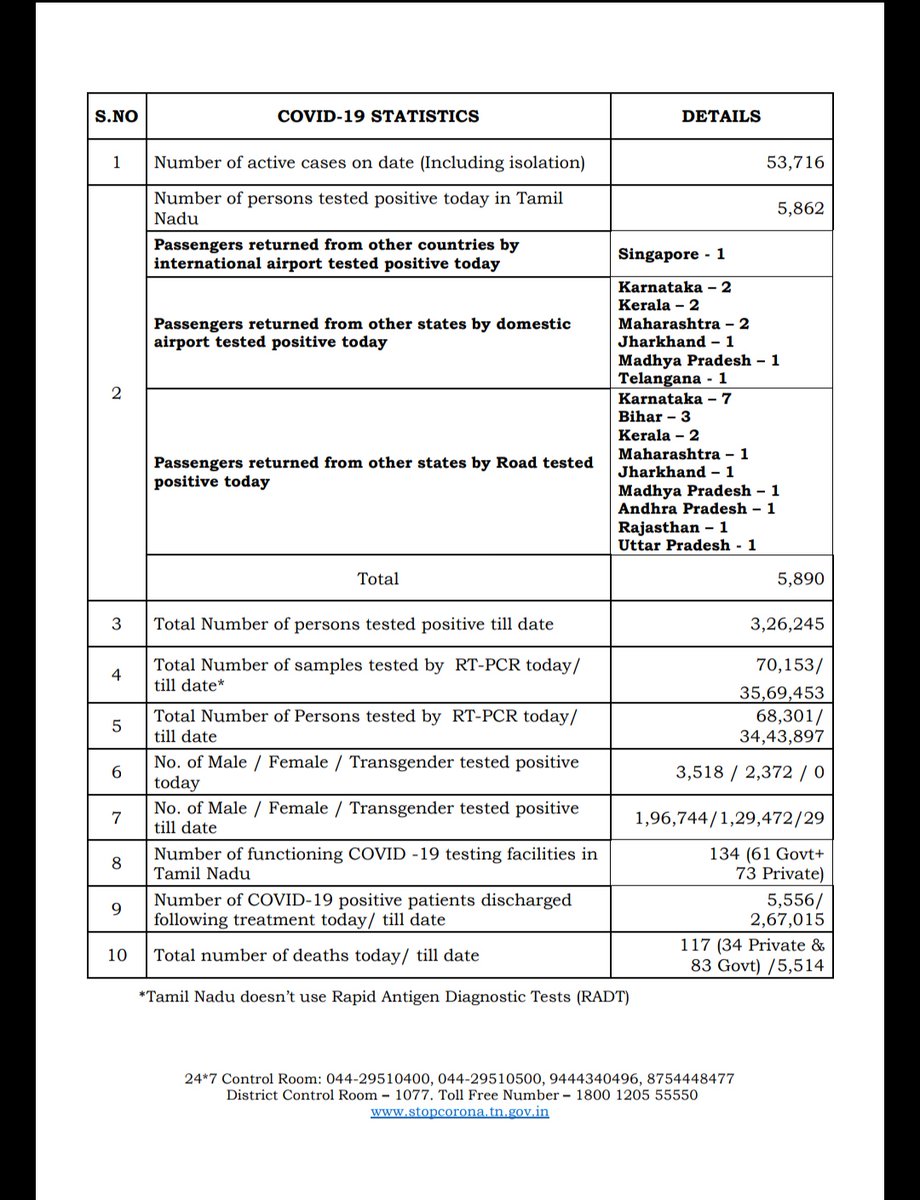 S.NO COVID-19 STATISTICS DETAILS
1 Number of active cases on date (Including isolation) 53,716
2
Number of persons tested positive today in Tamil
Nadu
5,862
Passengers returned from other countries by
international airport tested positive today
Singapore - 1
Passengers returned from other states by domestic
airport tested positive today
Karnataka – 2
Kerala – 2
Maharashtra – 2
Jharkhand – 1
Madhya Pradesh – 1
Telangana - 1
Passengers returned from other states by Road tested
positive today
Karnataka – 7
Bihar – 3
Kerala – 2
Maharashtra – 1
Jharkhand – 1
Madhya Pradesh – 1
Andhra Pradesh – 1
Rajasthan – 1
Uttar Pradesh - 1
Total 5,890
3 Total Number of persons tested positive till date 3,26,245
4
Total Number of samples tested by RT-PCR today/
till date*
70,153/
35,69,453
5
Total Number of Persons tested by RT-PCR today/
till date
68,301/
34,43,897
6
No. of Male / Female / Transgender tested positive
today
3,518 / 2,372 / 0
7
No. of Male / Female / Transgender tested positive
till date
1,96,744/1,29,472/29
8
Number of functioning COVID -19 testing facilities in
Tamil Nadu
134 (61 Govt+
73 Private)
9
Number of COVID-19 positive patients discharged
following treatment today/ till date
5,556/
2,67,015
10 Total number of deaths today/ till date
117 (34 Private &
83 Govt) /5,514
*Tamil Nadu doesn’t use Rapid Antigen Diagnostic Tests (RADT)
24*7 Control Room: 044-29510400, 044-29510500, 9444340496, 8754448477
District Control Room – 1077. Toll Free Number – 1800 1205 55550
www.stopcorona.tn.gov.in